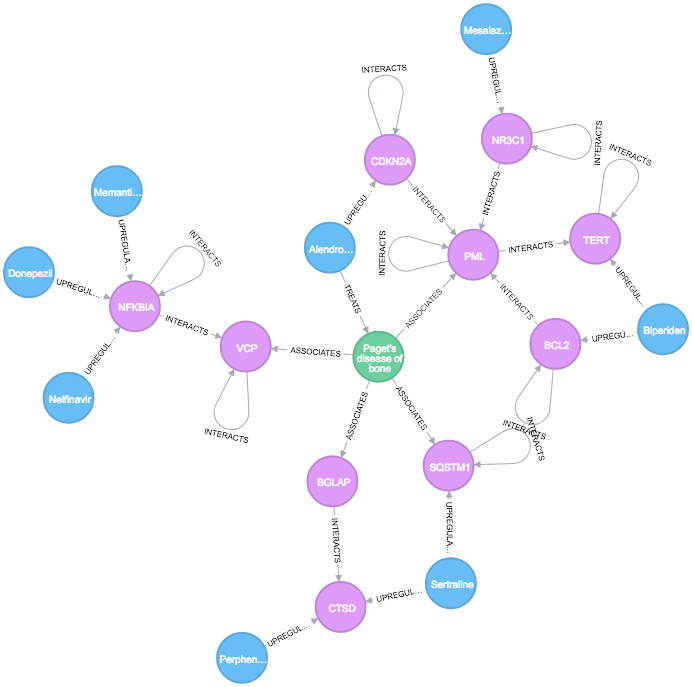 Mesalaz...
INTERACTS
UPREGUL...
CDKN2A
NR3C1
INTERACTS
INTERACTS
Memanti...
UPREGU...
INTERACTS
INTERACTS
TERT
Alendro...
INTERACTS
PML
INTERACTS
UPREGULA...
INTERACTS
Donepezil
UPREGUL...
NFKBIA
TREATS
ASSOCIATES
INTERACTS
UPREGUL...
INTERACTS
VCP
ASSOCIATES
Paget's
disease of
bone
BCL2
UPREGU...
Biperiden
UPREGUL...
Nelfinavir
INTERACTS
ASSOCIATES
ASSOCIATES
INTERACTS
INTERACTS
BGLAP
SQSTM1
INTERACTS
UPREGULA...
CTSD
UPREGUL...
Sertraline
UPREGUL...
Perphen...